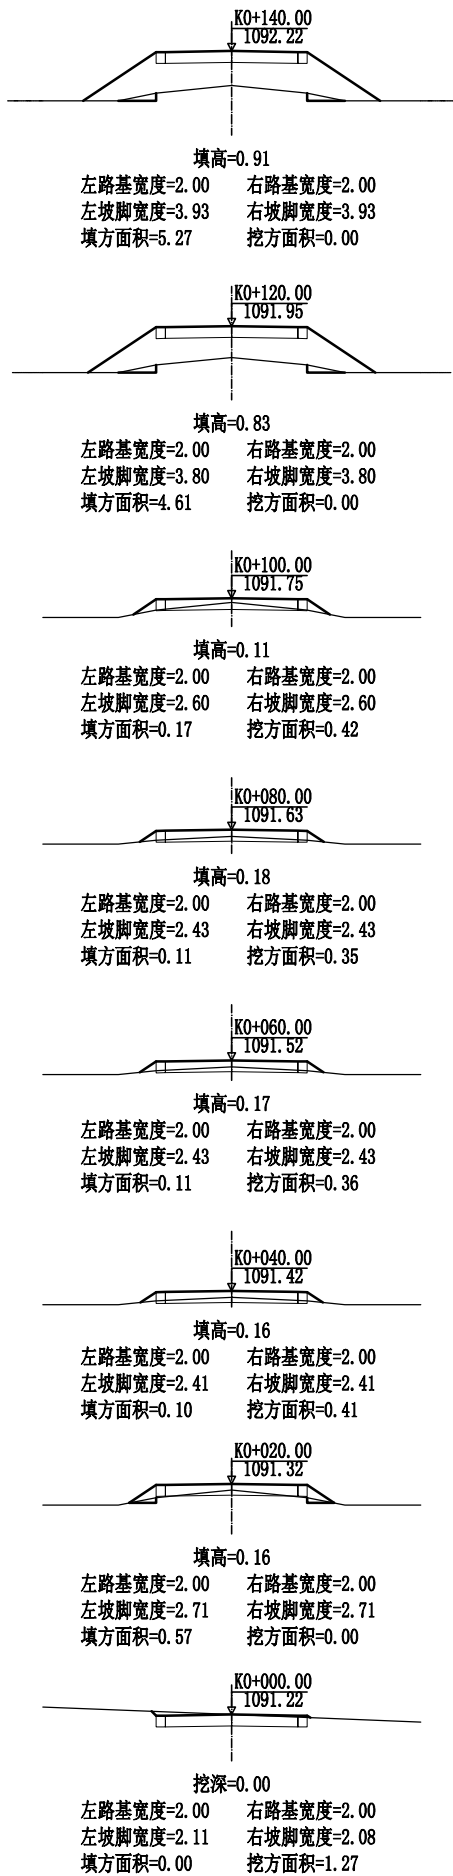 K0+140.00
1092.22
填高=0.91
左路基宽度=2.00 右路基宽度=2.00
左坡脚宽度=3.93 右坡脚宽度=3.93
填方面积=5.27 挖方面积=0.00
K0+120.00
1091.95
填高=0.83
左路基宽度=2.00 右路基宽度=2.00
左坡脚宽度=3.80 右坡脚宽度=3.80
填方面积=4.61 挖方面积=0.00
K0+100.00
1091.75
填高=0.11
左路基宽度=2.00 右路基宽度=2.00
左坡脚宽度=2.60 右坡脚宽度=2.60
填方面积=0.17 挖方面积=0.42
K0+080.00
1091.63
填高=0.18
左路基宽度=2.00 右路基宽度=2.00
左坡脚宽度=2.43 右坡脚宽度=2.43
填方面积=0.11 挖方面积=0.35
K0+060.00
1091.52
填高=0.17
左路基宽度=2.00 右路基宽度=2.00
左坡脚宽度=2.43 右坡脚宽度=2.43
填方面积=0.11 挖方面积=0.36
K0+040.00
1091.42
填高=0.16
左路基宽度=2.00 右路基宽度=2.00
左坡脚宽度=2.41 右坡脚宽度=2.41
填方面积=0.10 挖方面积=0.41
K0+020.00
1091.32
填高=0.16
左路基宽度=2.00 右路基宽度=2.00
左坡脚宽度=2.71 右坡脚宽度=2.71
填方面积=0.57 挖方面积=0.00
K0+000.00
1091.22
挖深=0.00
左路基宽度=2.00 右路基宽度=2.00
左坡脚宽度=2.11 右坡脚宽度=2.08
填方面积=0.00 挖方面积=1.27